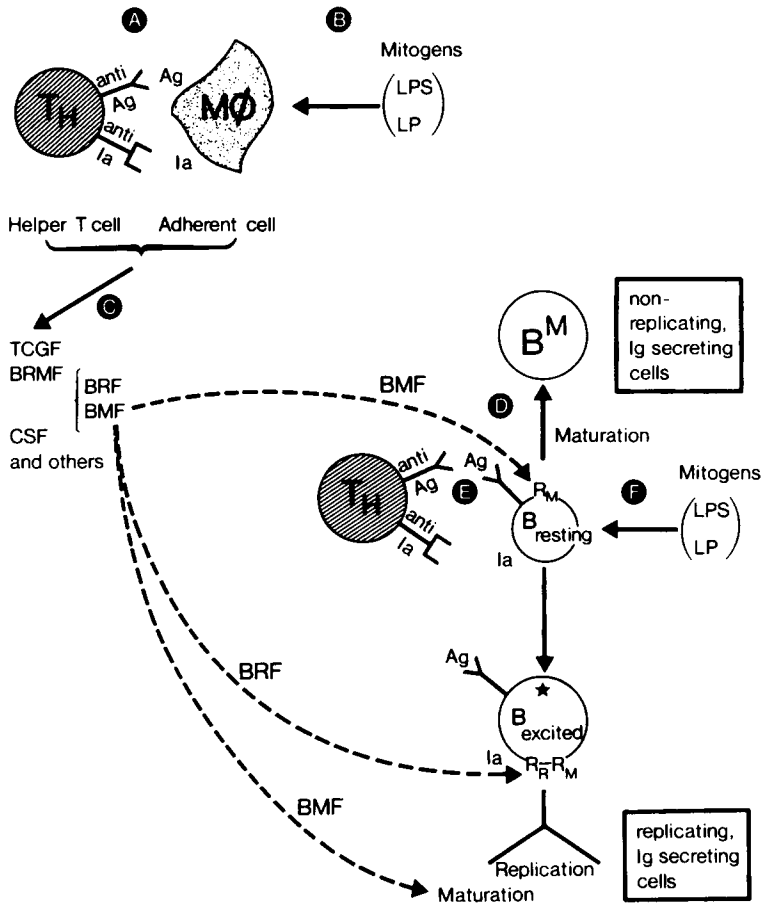 A
B
Mitogens
(LPS
LP)
anti
Ag
Ag
TH
MØ
anti
Ia
Ia
Helper T cell
Adherent cell
C
TCGF
BRMF
BRF
BMF
CSF
and others
BMF
BM
non-
replicating,
Ig secreting
cells
D
Maturation
anti
Ag
Ag
E
TH
anti
Ia
RM
B resting
Ia
F
Mitogens
(LPS
LP)
Ag
★
B excited
Ia
RR-RM
BRF
BMF
Replication
Maturation
replicating,
Ig secreting
cells